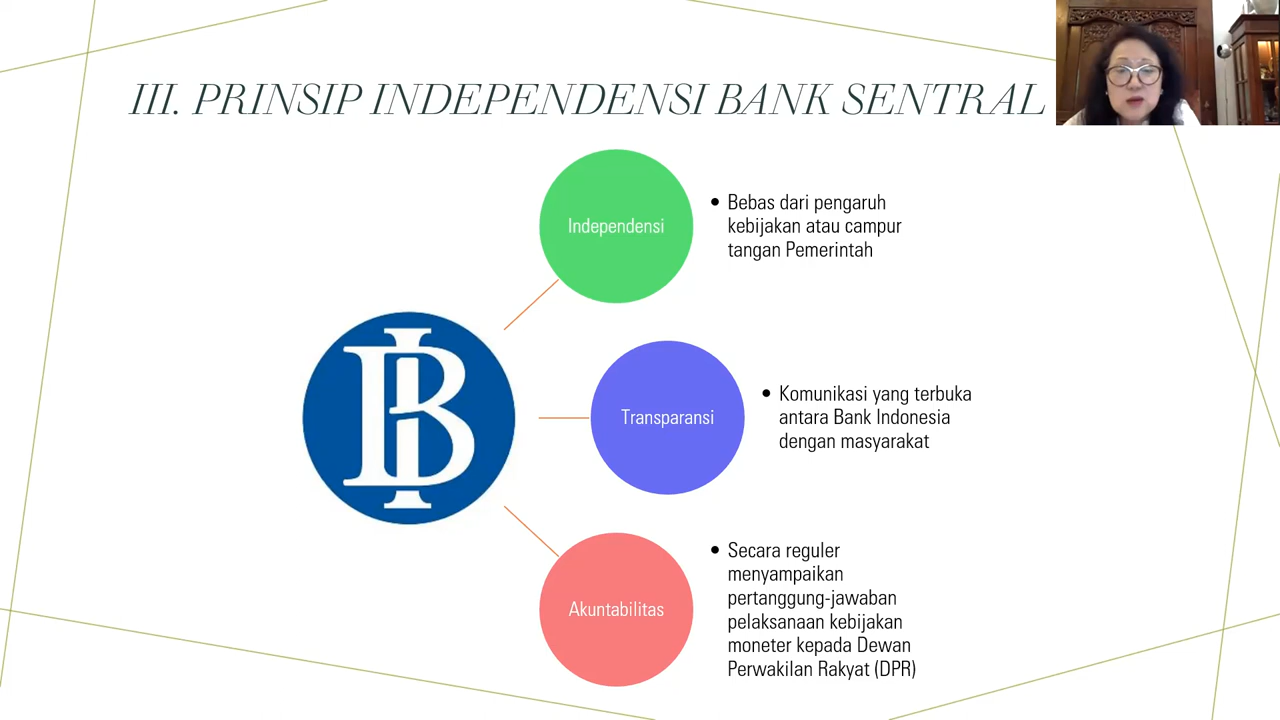 III. PRINSIP INDEPENDENSI BANK SENTRAL
Independensi
• Bebas dari pengaruh
kebijakan atau campur
tangan Pemerintah
BI
Transparansi
• Komunikasi yang terbuka
antara Bank Indonesia
dengan masyarakat
Akuntabilitas
• Secara reguler
menyampaikan
pertanggung-jawaban
pelaksanaan kebijakan
moneter kepada Dewan
Perwakilan Rakyat (DPR)